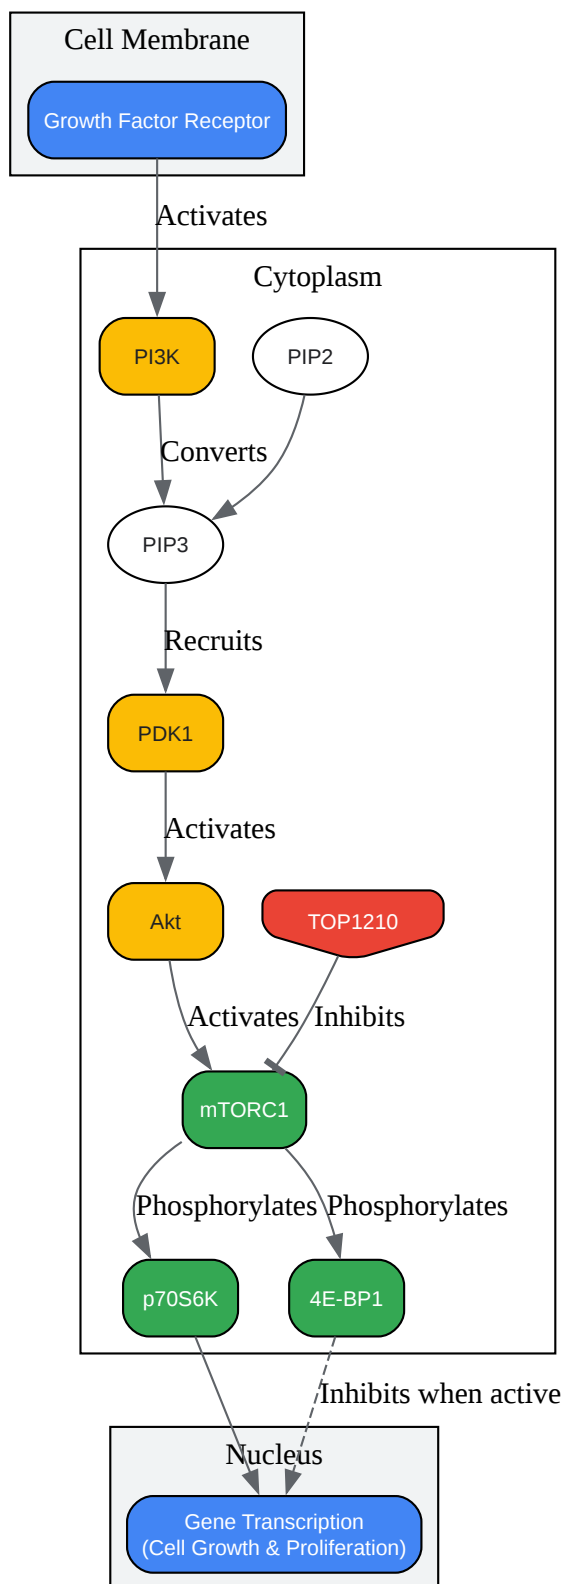 Cell Membrane
Growth Factor Receptor
Activates
Cytoplasm
PI3K
PIP2
Converts
PIP3
Recruits
PDK1
Activates
Akt
TOP1210
Activates
Inhibits
mTORC1
Phosphorylates
Phosphorylates
p70S6K
4E-BP1
Inhibits when active
Nucleus
Gene Transcription
(Cell Growth & Proliferation)